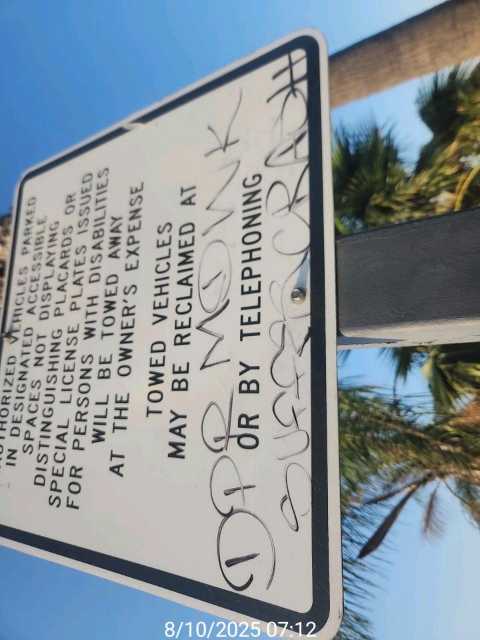 UNAUTHORIZED VEHICLES PARKED
IN DESIGNATED ACCESSIBLE
SPACES NOT DISPLAYING
DISTINGUISHING PLACARDS OR
SPECIAL LICENSE PLATES ISSUED
FOR PERSONS WITH DISABILITIES
WILL BE TOWED AWAY
AT THE OWNER'S EXPENSE
TOWED VEHICLES
MAY BE RECLAIMED AT
OR BY TELEPHONING
8/10/2025 07:12